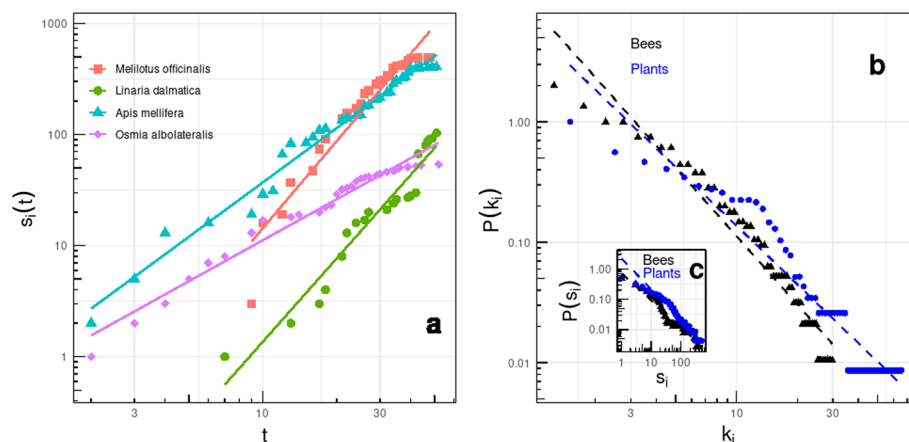 1000
100
10
1
s_i(t)
Melilotus officinalis
Linaria dalmatica
Apis mellifera
Osmia albolateralis
a
3
10
30
t
P(k_i)
1.00
0.10
0.01
Bees
Plants
b
3
10
30
k_i
P(s_i)
1.00
0.10
0.01
Bees
Plants
c
1
10
100
s_i